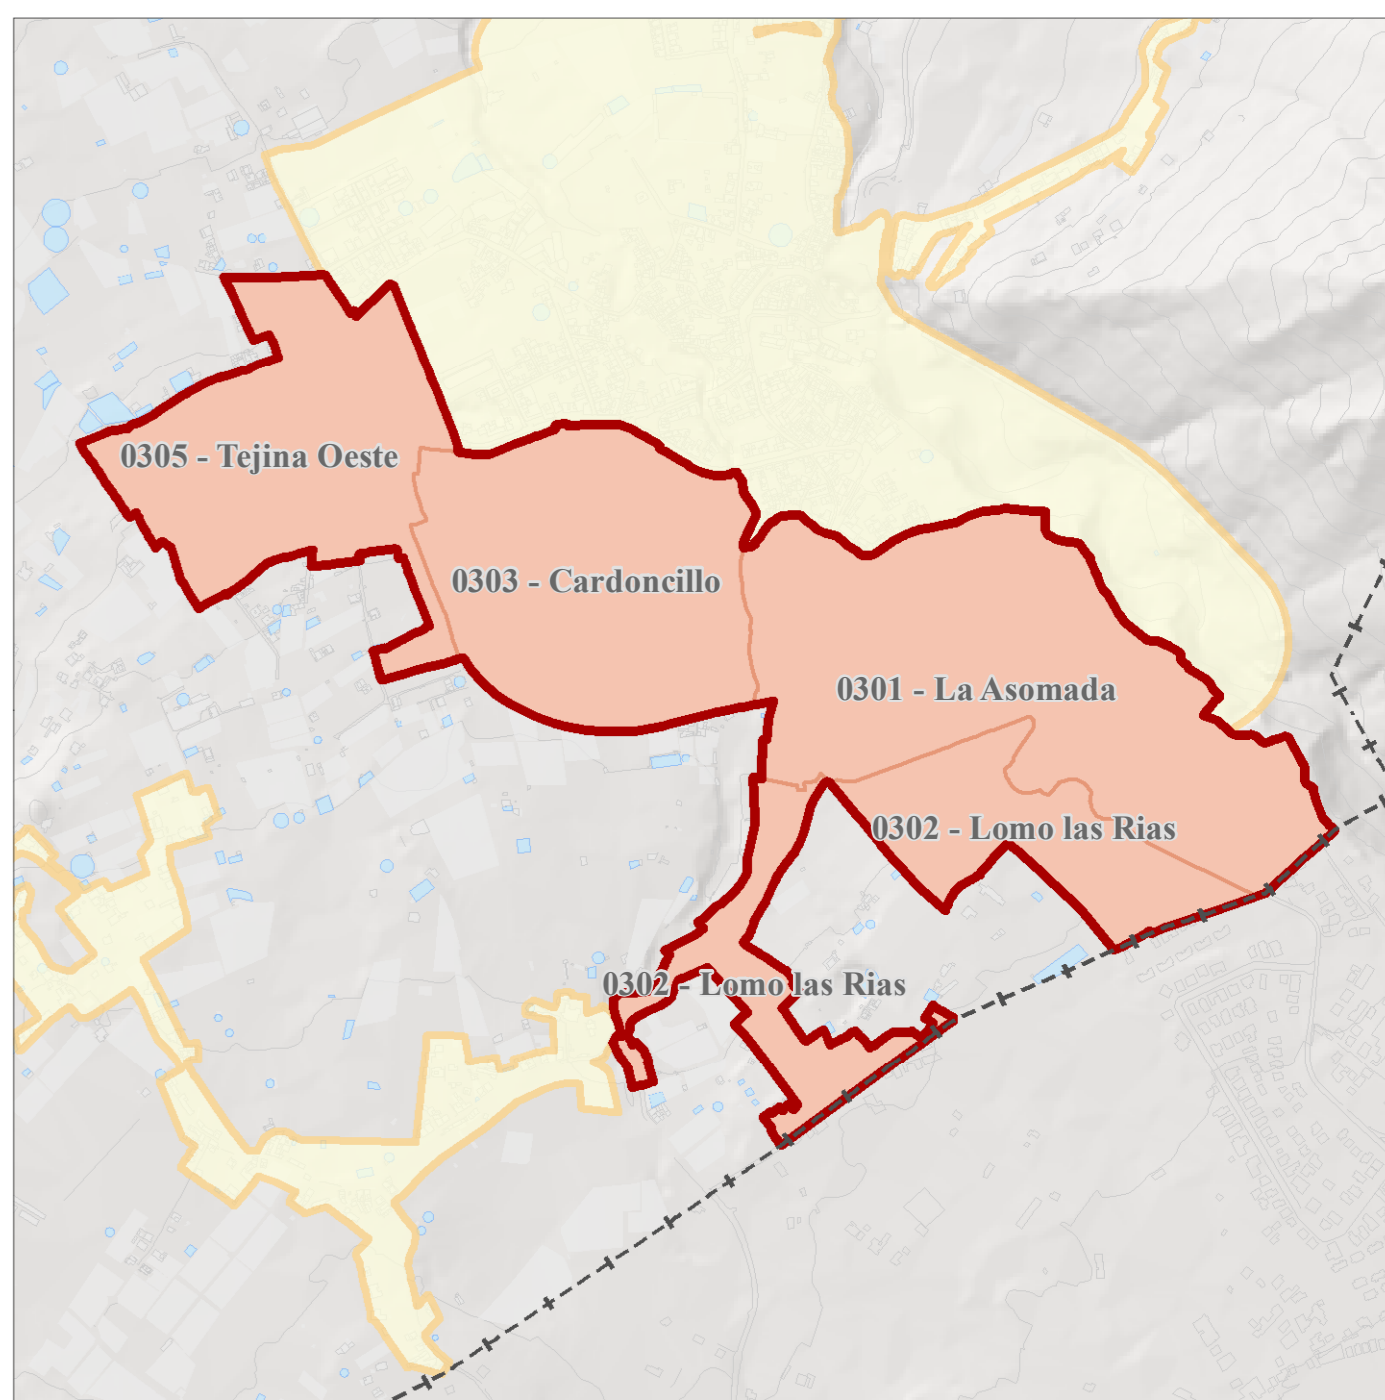 0305 - Tejina Oeste
0303 - Cardoncillo
0301 - La Asomada
0302 - Lomo las Rias
0302 - Lomo las Rias